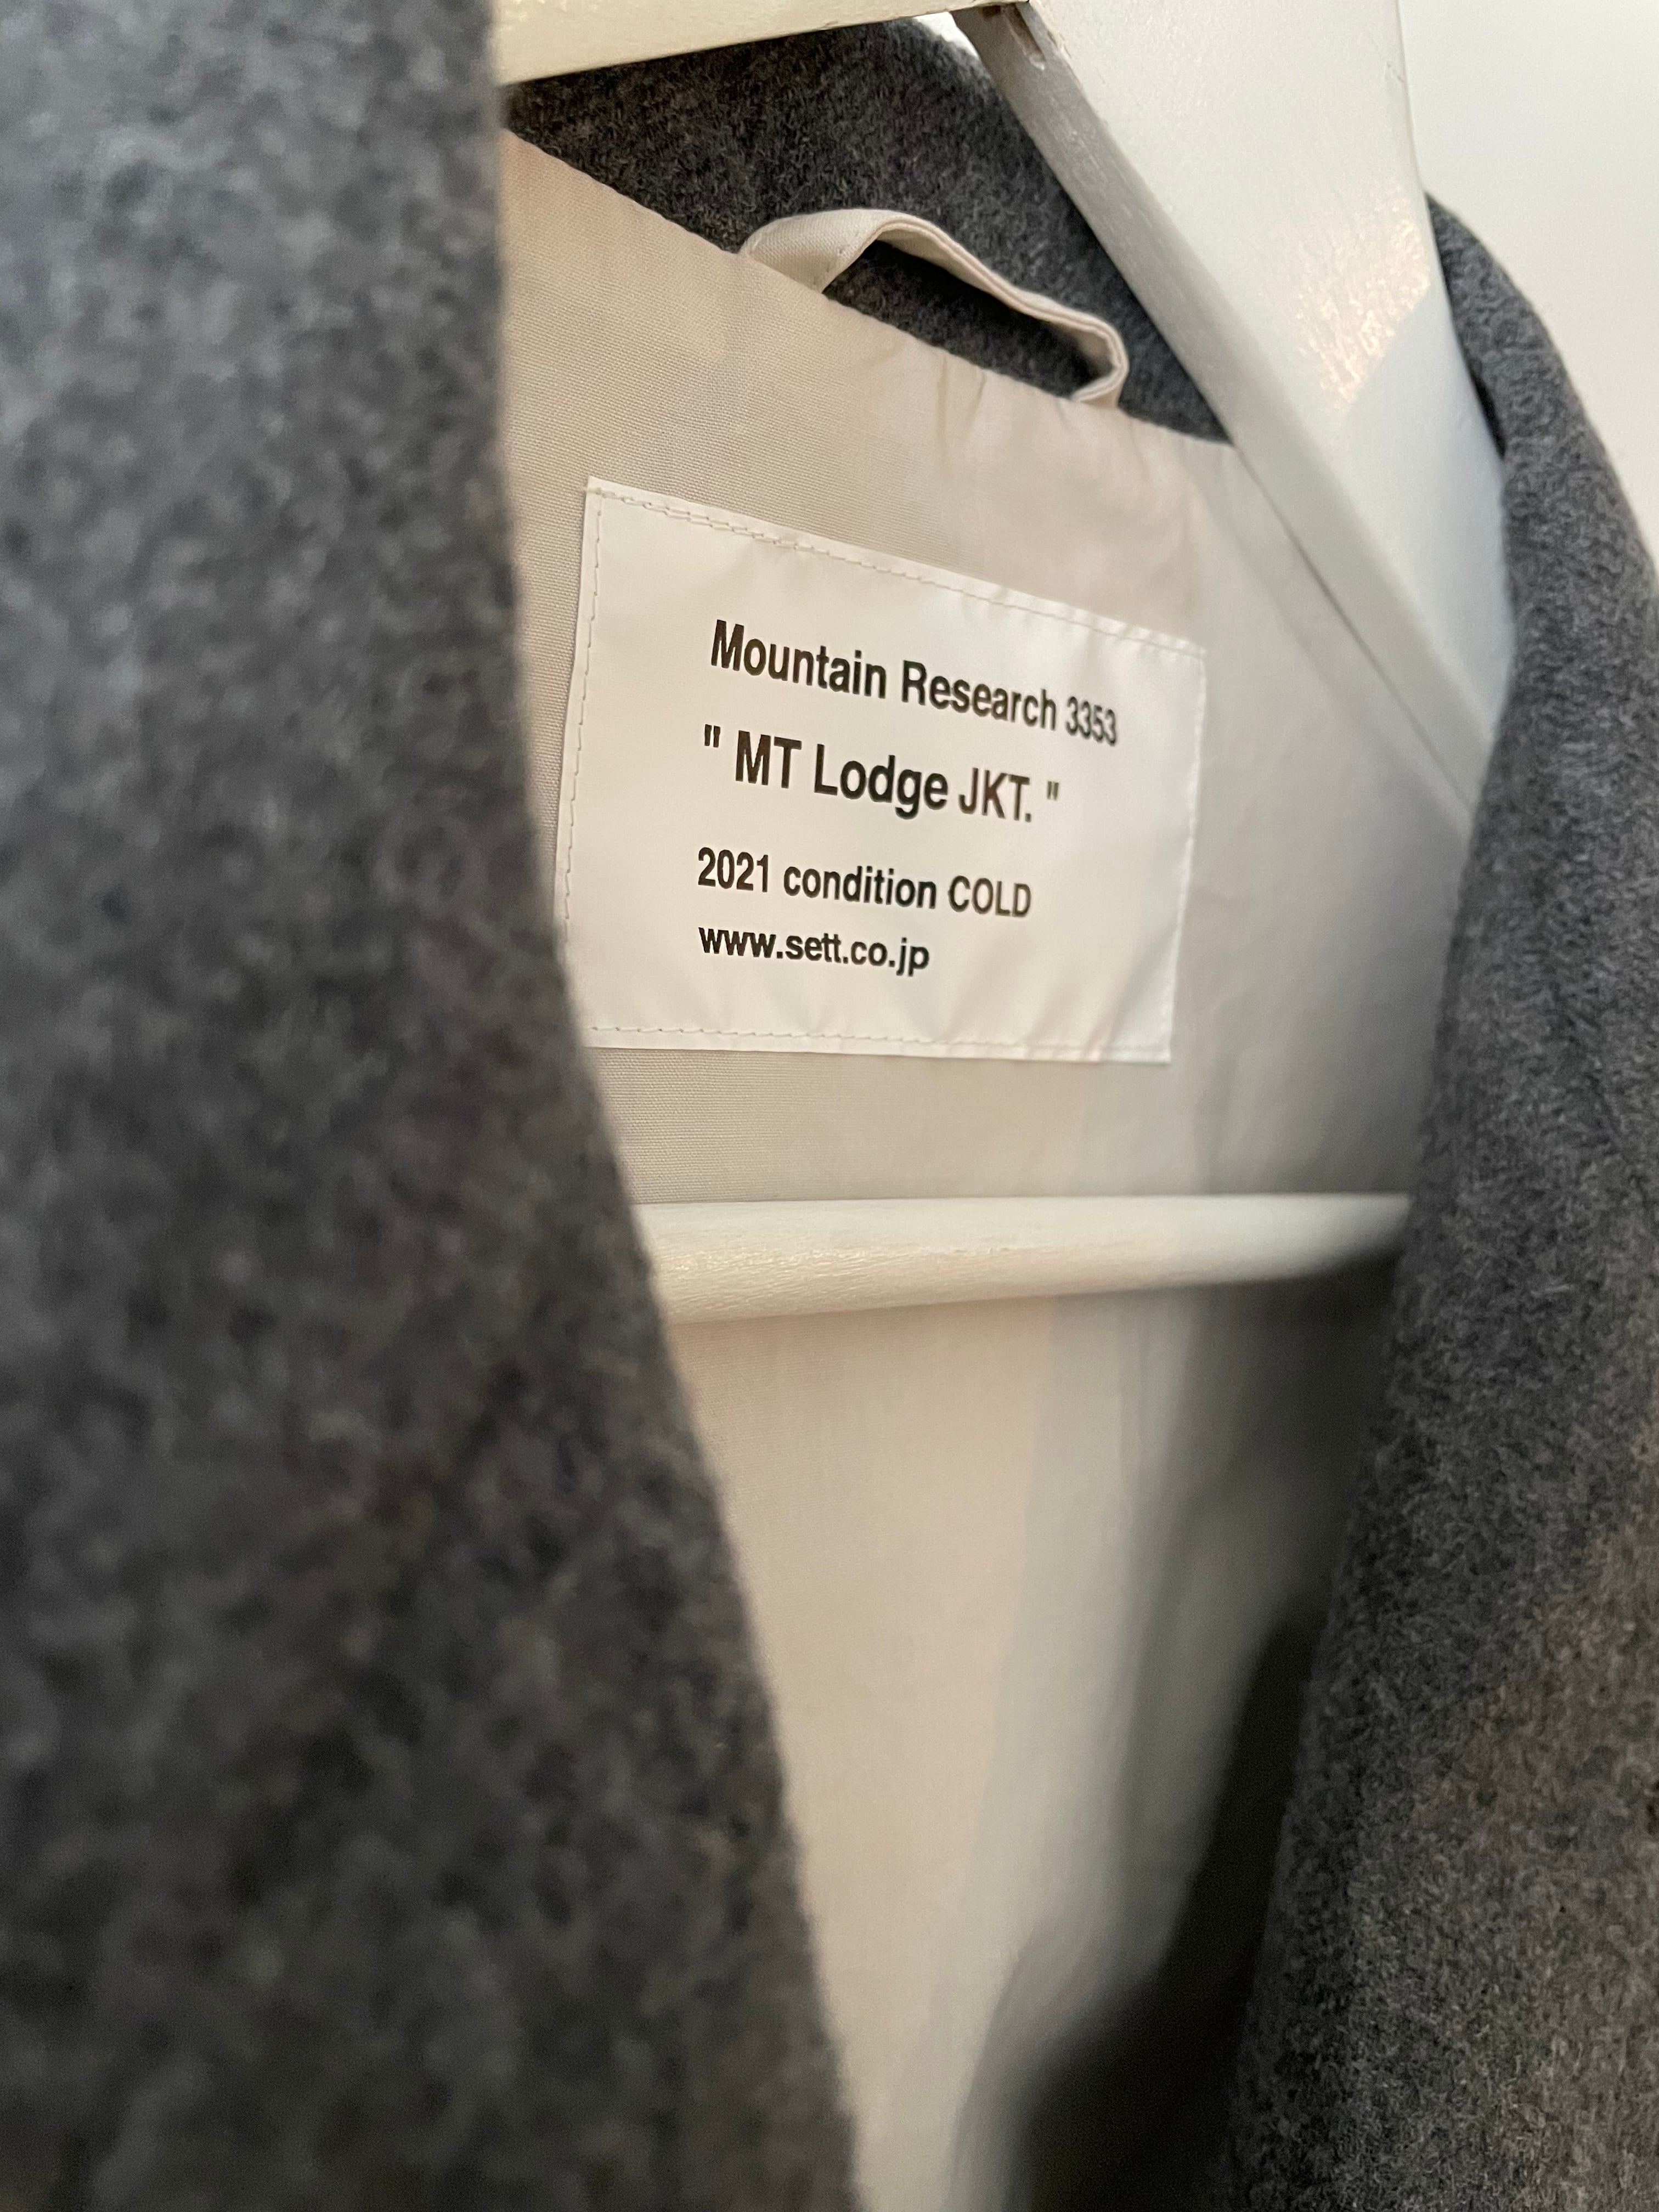 Mountain Research 3353
" MT Lodge JKT. "
2021 condition COLD
www.sett.co.jp